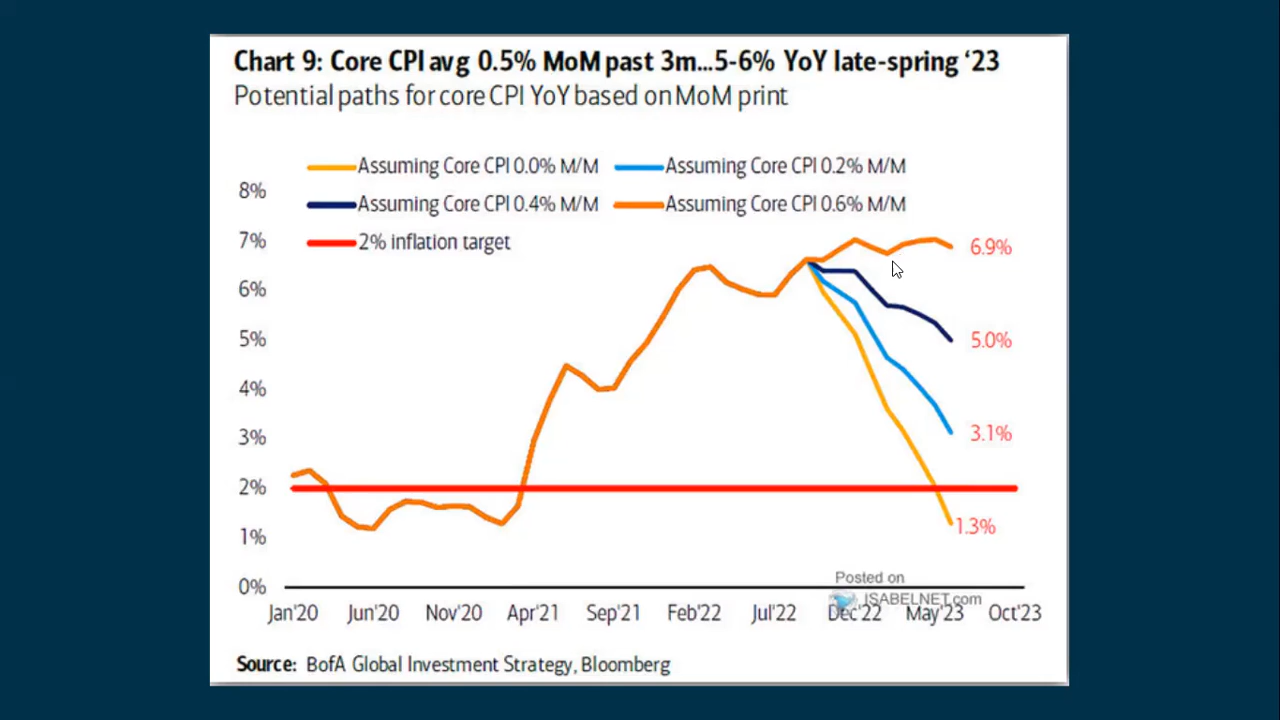 Chart 9: Core CPI avg 0.5% MoM past 3m...5-6% YoY late-spring ‘23
Potential paths for core CPI YoY based on MoM print
Assuming Core CPI 0.0% M/M
Assuming Core CPI 0.2% M/M
Assuming Core CPI 0.4% M/M
Assuming Core CPI 0.6% M/M
2% inflation target
8%
7%
6%
5%
4%
3%
2%
1%
0%
6.9%
5.0%
3.1%
1.3%
Posted on
ISABELNET.com
Jan'20 Jun'20 Nov'20 Apr'21 Sep'21 Feb'22 Jul'22 Dec'22 May'23 Oct'23
Source: BofA Global Investment Strategy, Bloomberg